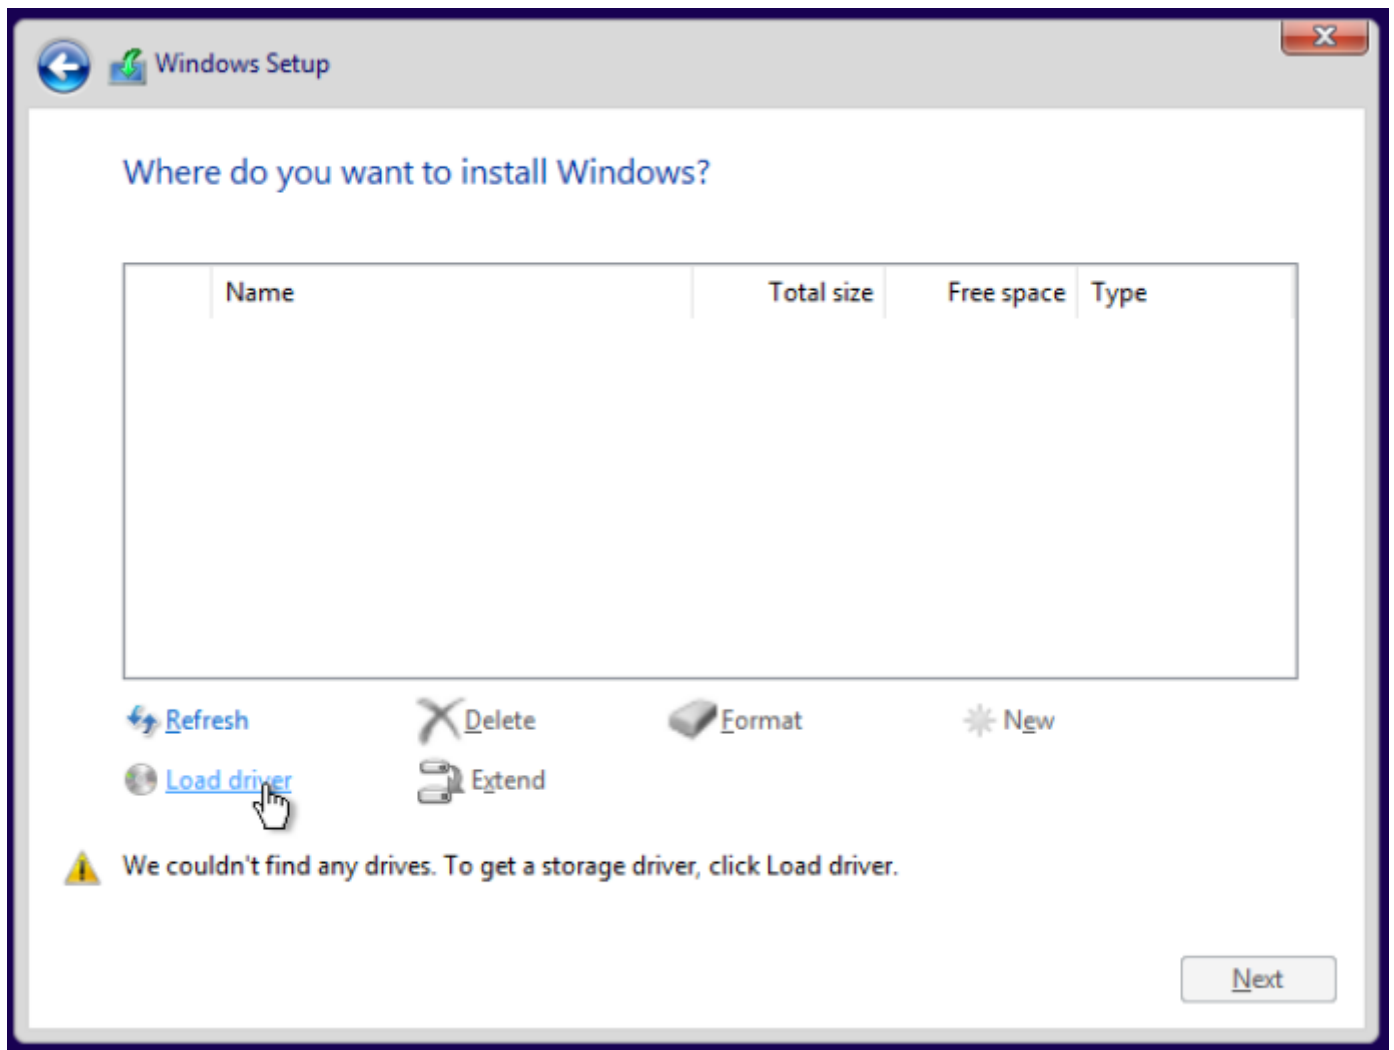 Windows Setup
Where do you want to install Windows?
Name Total size Free space Type
Refresh Delete Format New
Load driver Extend
We couldn't find any drives. To get a storage driver, click Load driver.
Next